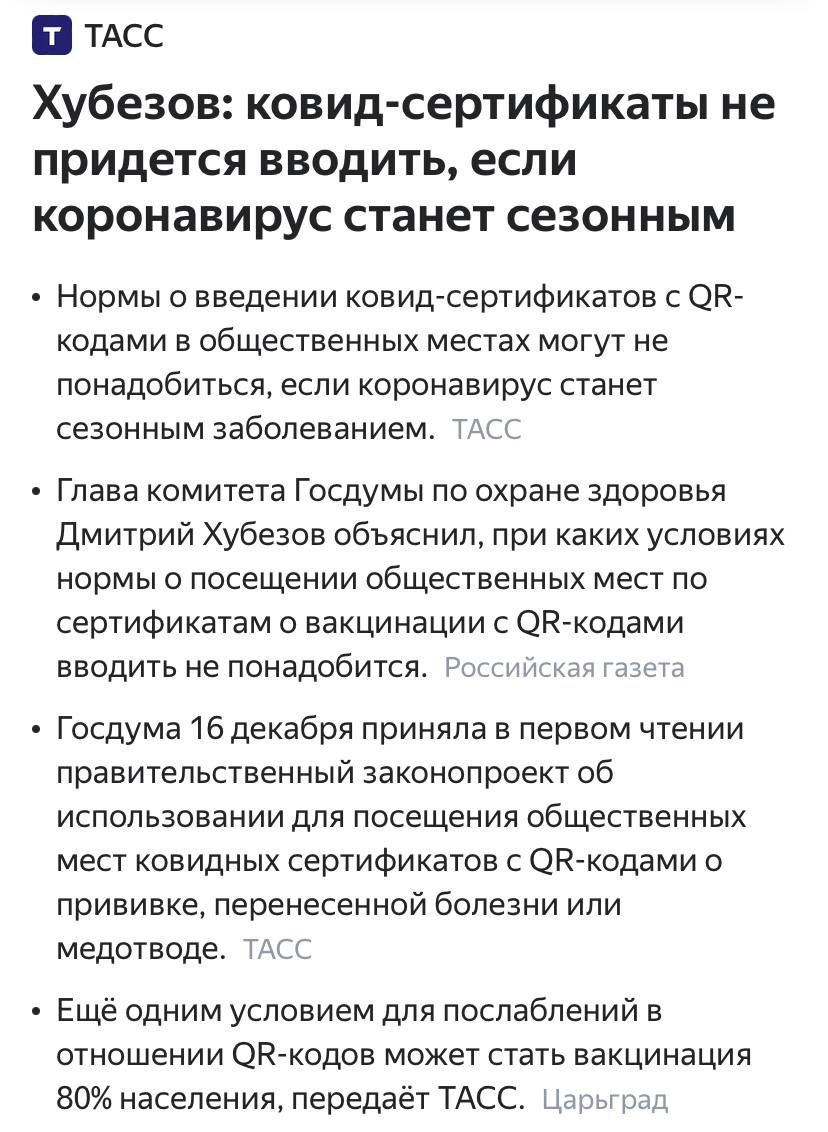 Т ТАСС
Хубезов: ковид-сертификаты не
придется вводить, если
коронавирус станет сезонным
• Нормы о введении ковид-сертификатов с QR-
кодами в общественных местах могут не
понадобиться, если коронавирус станет
сезонным заболеванием. ТАСС
• Глава комитета Госдумы по охране здоровья
Дмитрий Хубезов объяснил, при каких условиях
нормы о посещении общественных мест по
сертификатам о вакцинации с QR-кодами
вводить не понадобится. Российская газета
• Госдума 16 декабря приняла в первом чтении
правительственный законопроект об
использовании для посещения общественных
мест ковидных сертификатов с QR-кодами о
прививке, перенесенной болезни или
медотводе. ТАСС
• Ещё одним условием для послаблений в
отношении QR-кодов может стать вакцинация
80% населения, передаёт ТАСС. Царьград